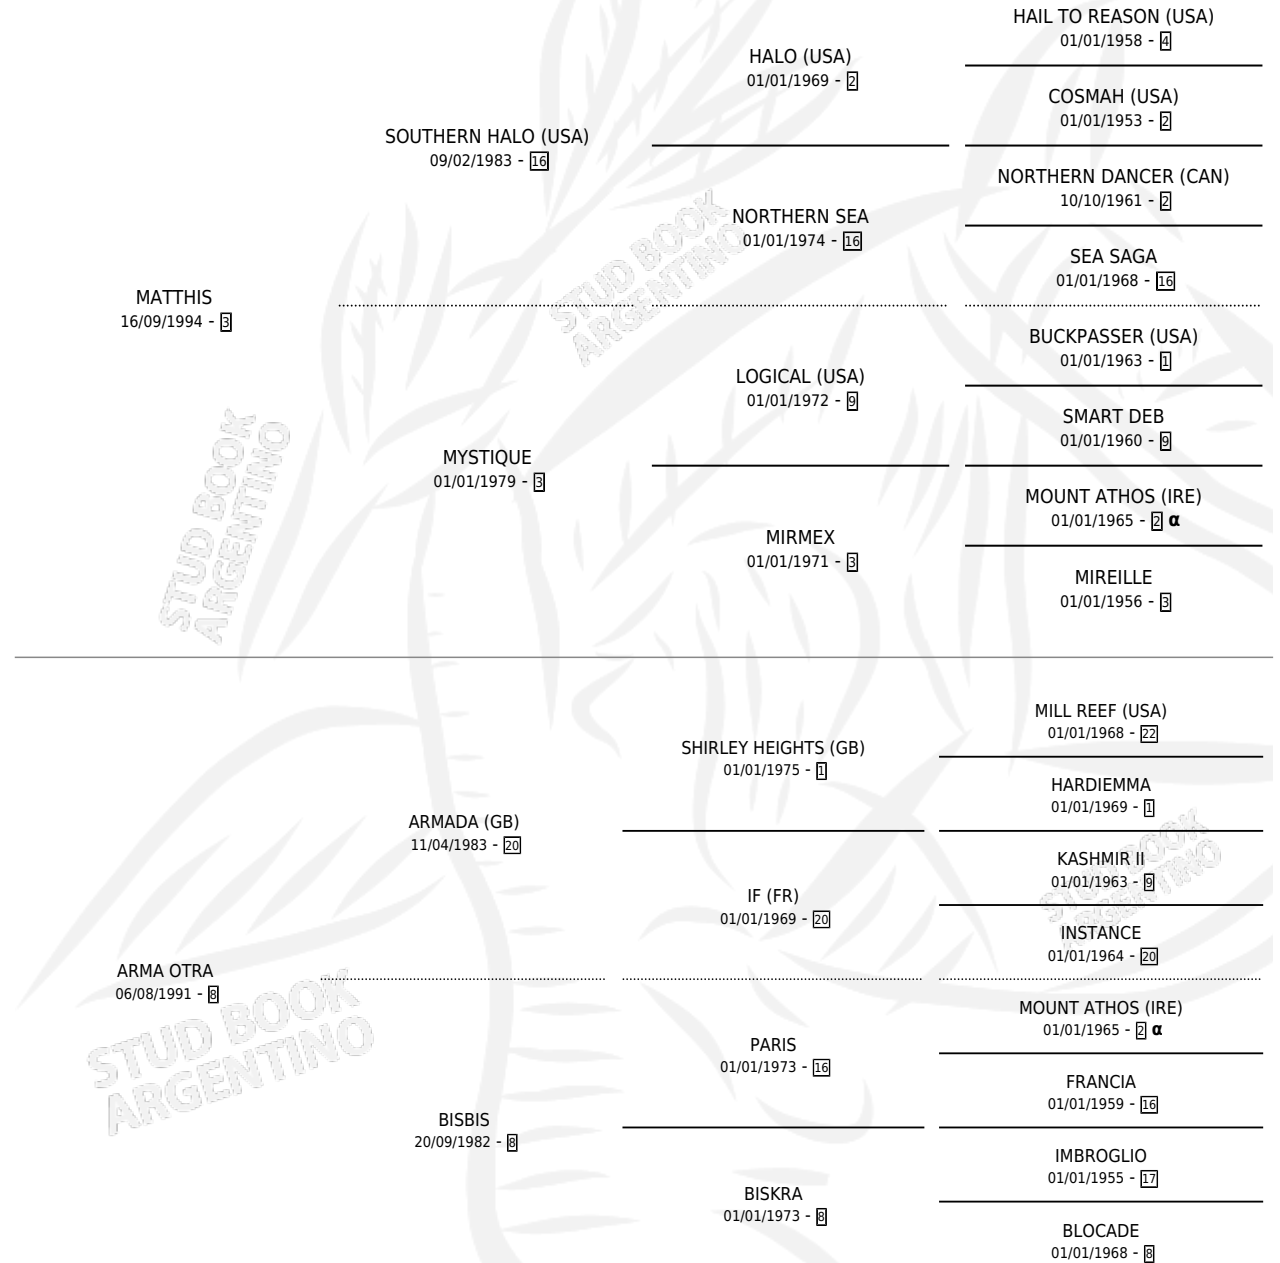 HAIL TO REASON (USA)
01/01/1958 - 4
HALO (USA)
01/01/1969 - 2
COSMAH (USA)
01/01/1953 - 2
SOUTHERN HALO (USA)
09/02/1983 - 16
NORTHERN DANCER (CAN)
10/10/1961 - 2
NORTHERN SEA
01/01/1974 - 16
SEA SAGA
01/01/1968 - 16
MATTHIS
16/09/1994 - 3
BUCKPASSER (USA)
01/01/1963 - 1
LOGICAL (USA)
01/01/1972 - 9
SMART DEB
01/01/1960 - 9
MYSTIQUE
01/01/1979 - 3
MOUNT ATHOS (IRE)
01/01/1965 - 2 α
MIRMEX
01/01/1971 - 3
MIREILLE
01/01/1956 - 3
MILL REEF (USA)
01/01/1968 - 22
SHIRLEY HEIGHTS (GB)
01/01/1975 - 1
HARDIEMMA
01/01/1969 - 1
ARMADA (GB)
11/04/1983 - 20
KASHMIR II
01/01/1963 - 9
IF (FR)
01/01/1969 - 20
INSTANCE
01/01/1964 - 20
ARMA OTRA
06/08/1991 - 8
MOUNT ATHOS (IRE)
01/01/1965 - 2 α
PARIS
01/01/1973 - 16
FRANCIA
01/01/1959 - 16
BISBIS
20/09/1982 - 8
IMBROGLIO
01/01/1955 - 17
BISKRA
01/01/1973 - 8
BLOCADE
01/01/1968 - 8
STUD BOOK
ARGENTINO
STUD BOOK
ARGENTINO
STUD BOOK
ARGENTINO
STUD BOOK
ARGENTINO